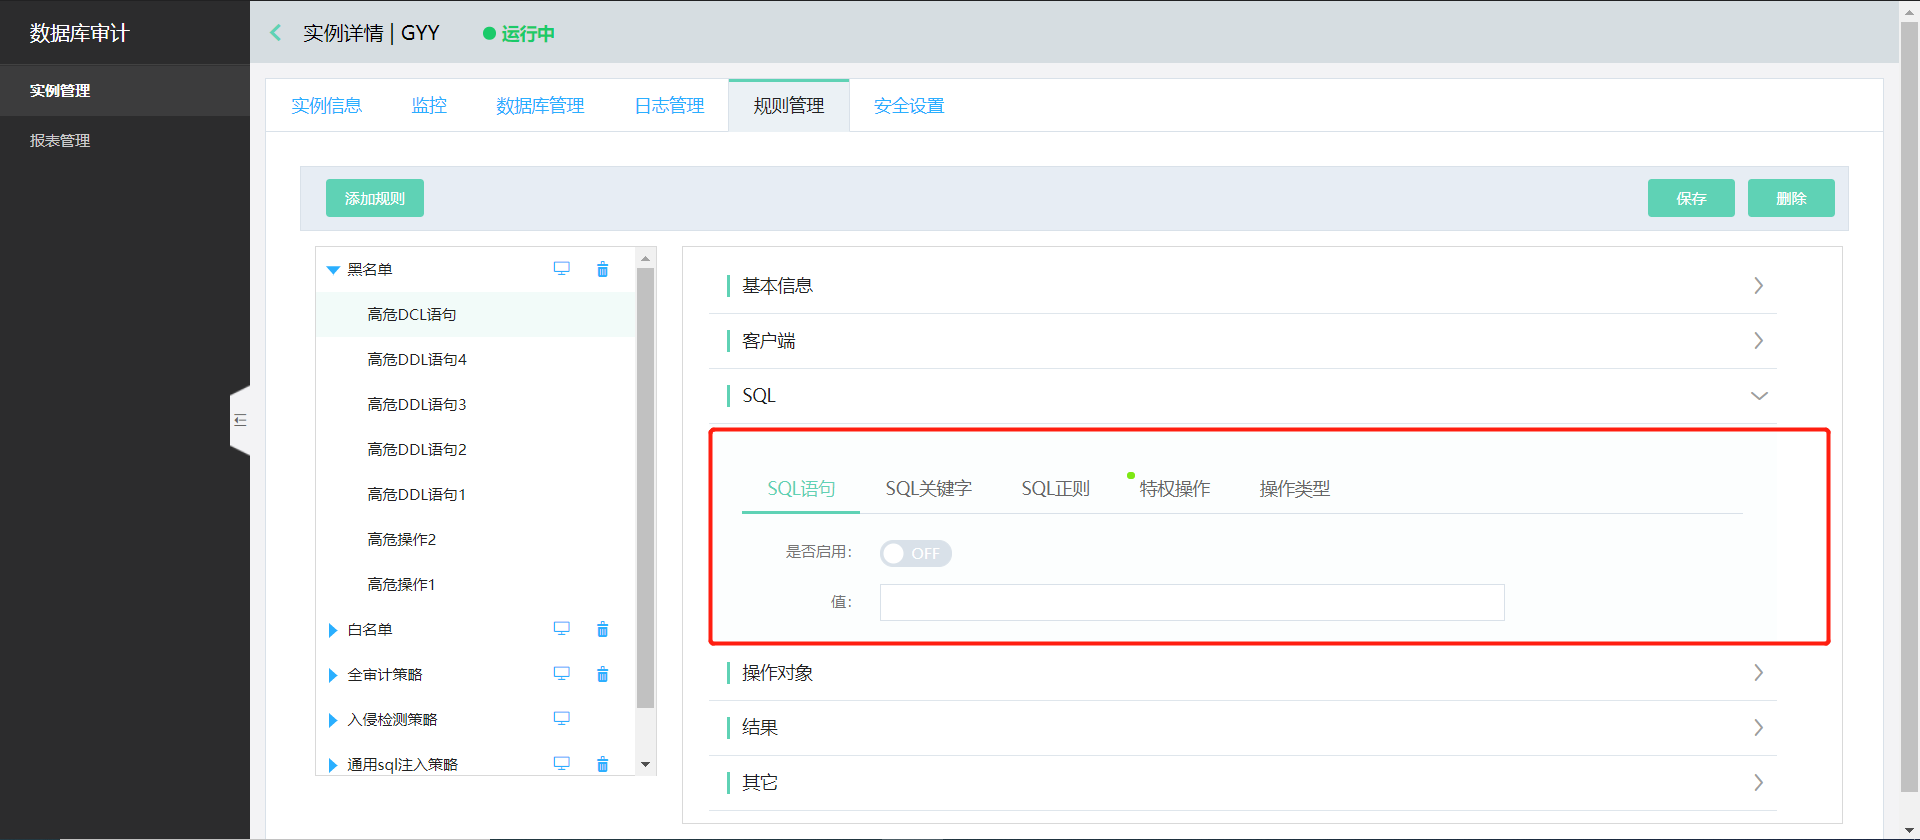 数据库审计
实例管理
报表管理
实例详情 | GYY
运行中
实例信息
监控
数据库管理
日志管理
规则管理
安全设置
添加规则
保存
删除
黑名单
高危DCL语句
高危DDL语句4
高危DDL语句3
高危DDL语句2
高危DDL语句1
高危操作2
高危操作1
白名单
全审计策略
入侵检测策略
通用sql注入策略
基本信息
客户端
SQL
SQL语句
SQL关键字
SQL正则
特权操作
操作类型
是否启用：
OFF
值：
操作对象
结果
其它